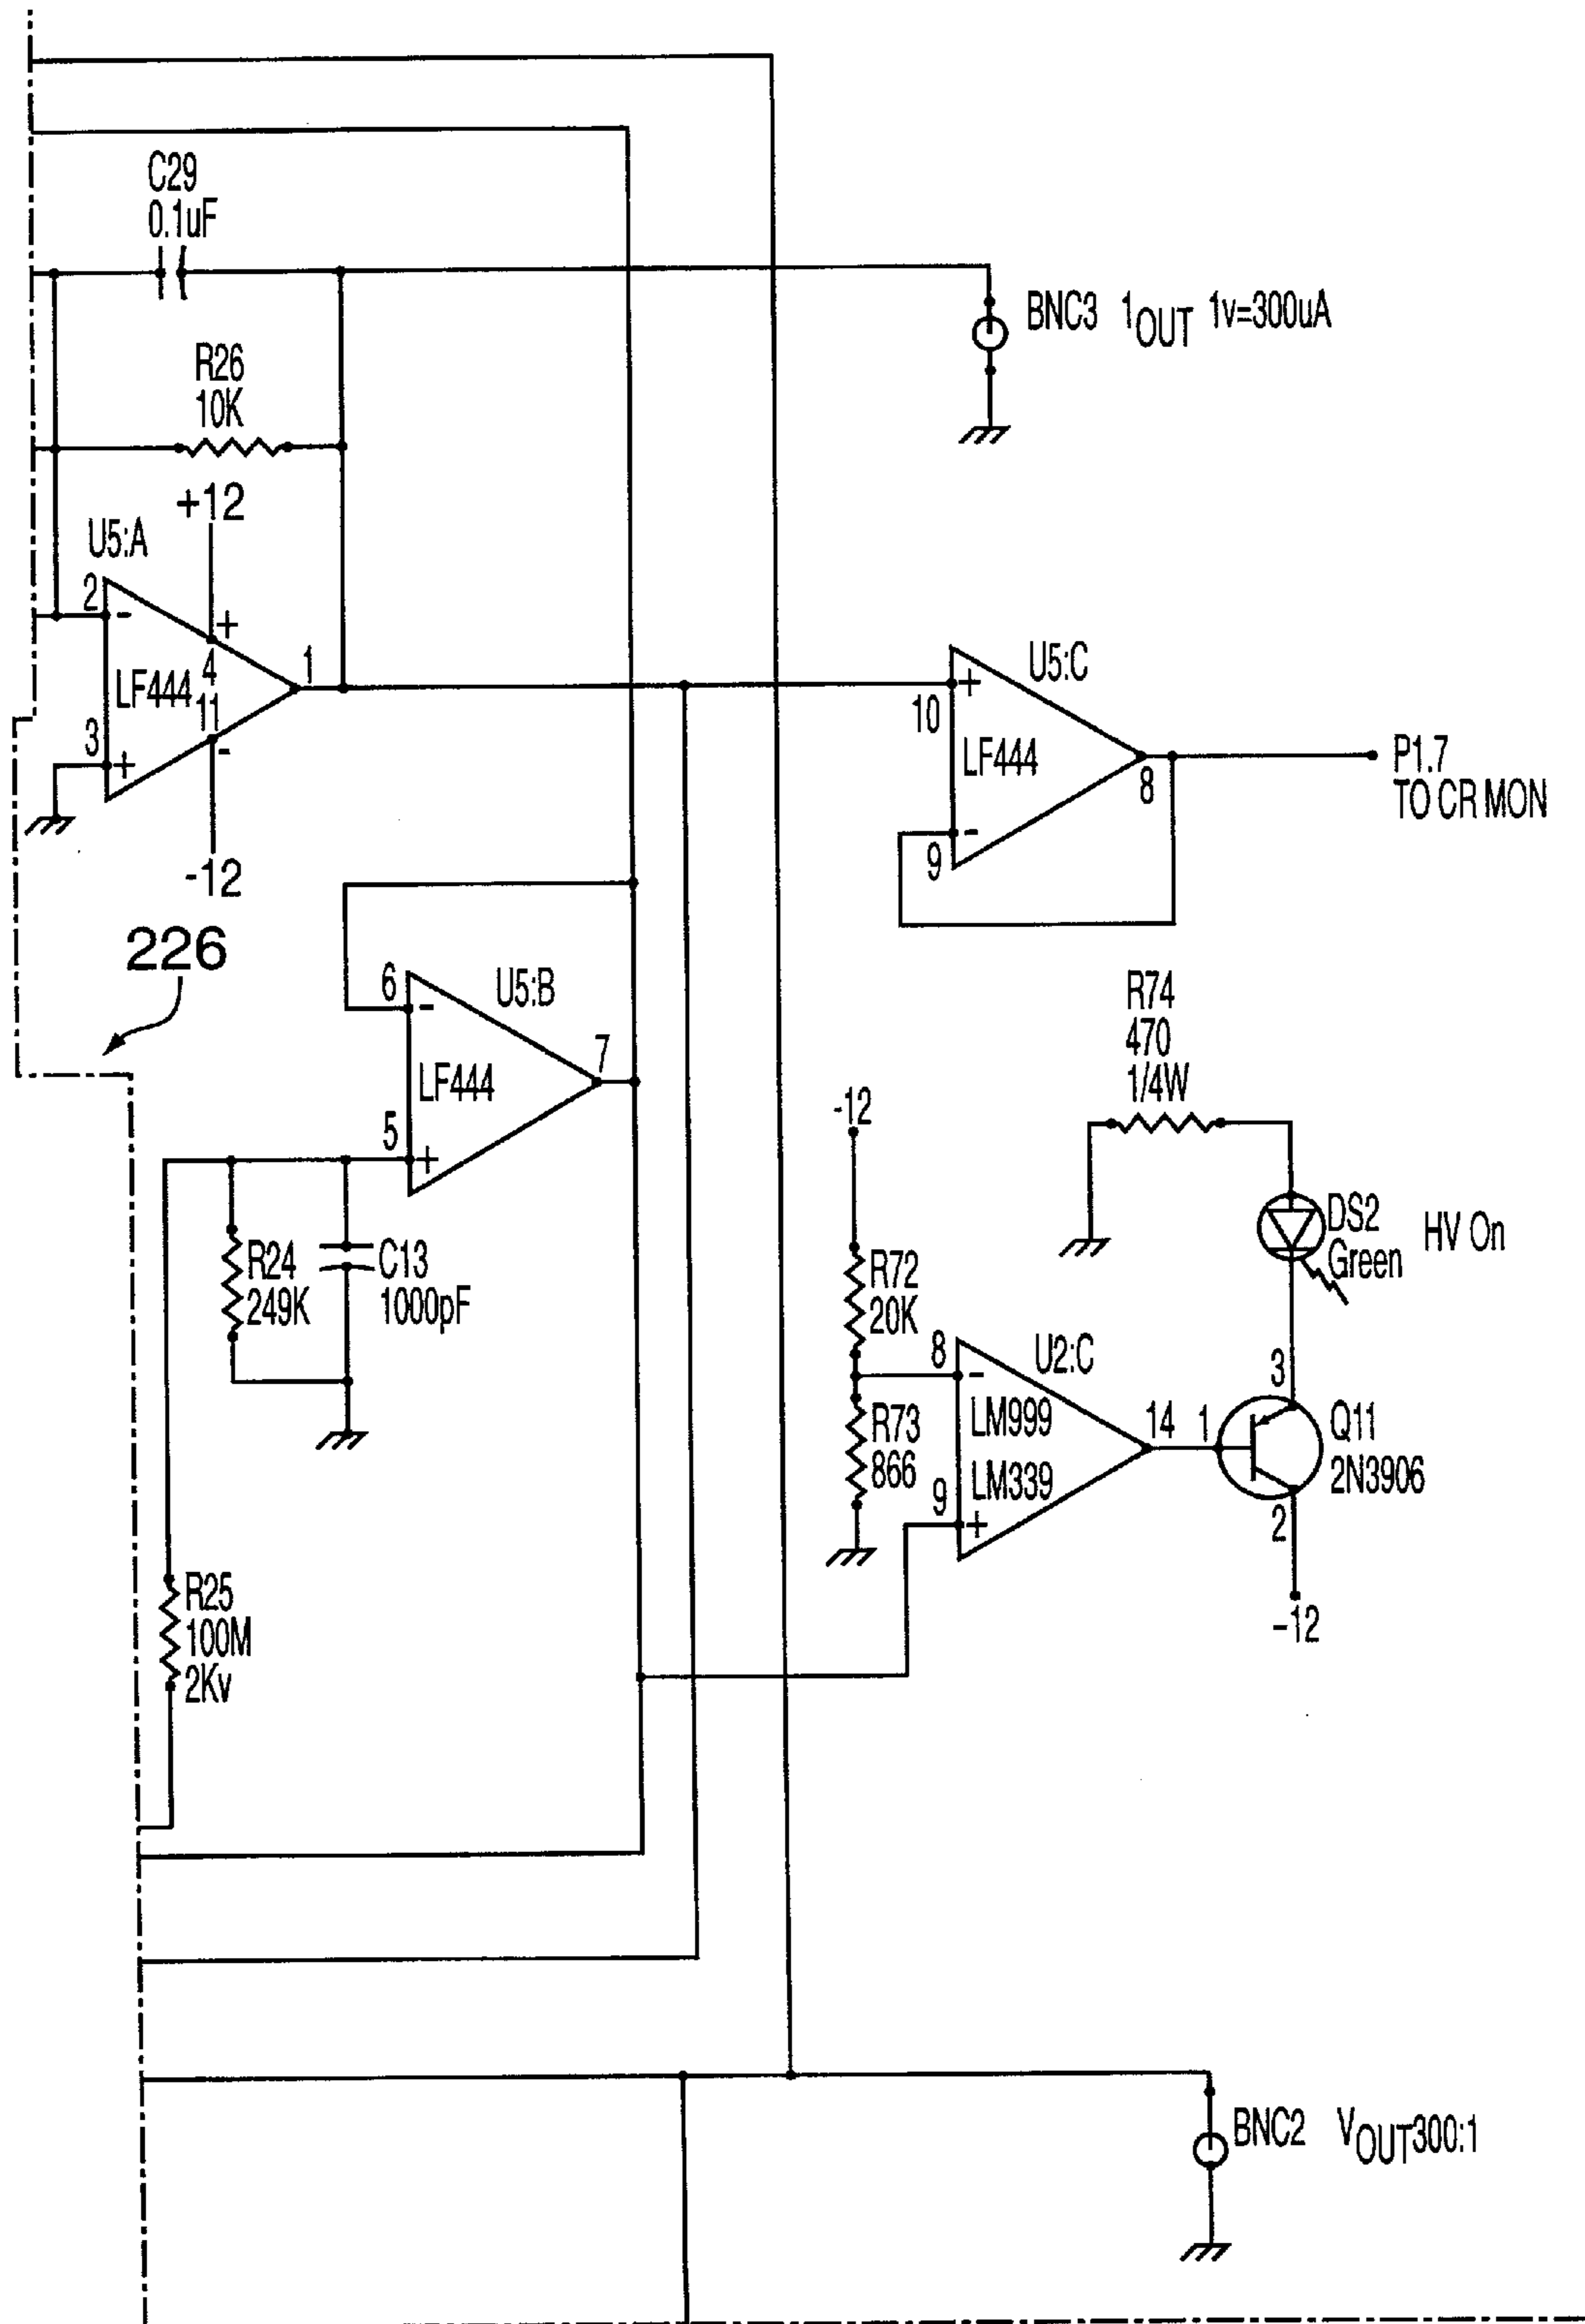 C29
0.1uF
BNC3 1OUT 1v=300uA
R26
10K
+12
U5:A
2
-
+
4
1
LF444
11
3
+
-
-12
U5:C
+
10
LF444
8
-
9
P1.7
TO CR MON
226
6
-
U5:B
7
LF444
5
+
R24
249K
C13
1000pF
R25
100M
2Kv
R74
470
1/4W
DS2
Green
HV On
-12
R72
20K
R73
866
U2:C
8
-
LM999
LM339
14
9
+
1
3
Q11
2N3906
2
-12
BNC2 VOUT300:1